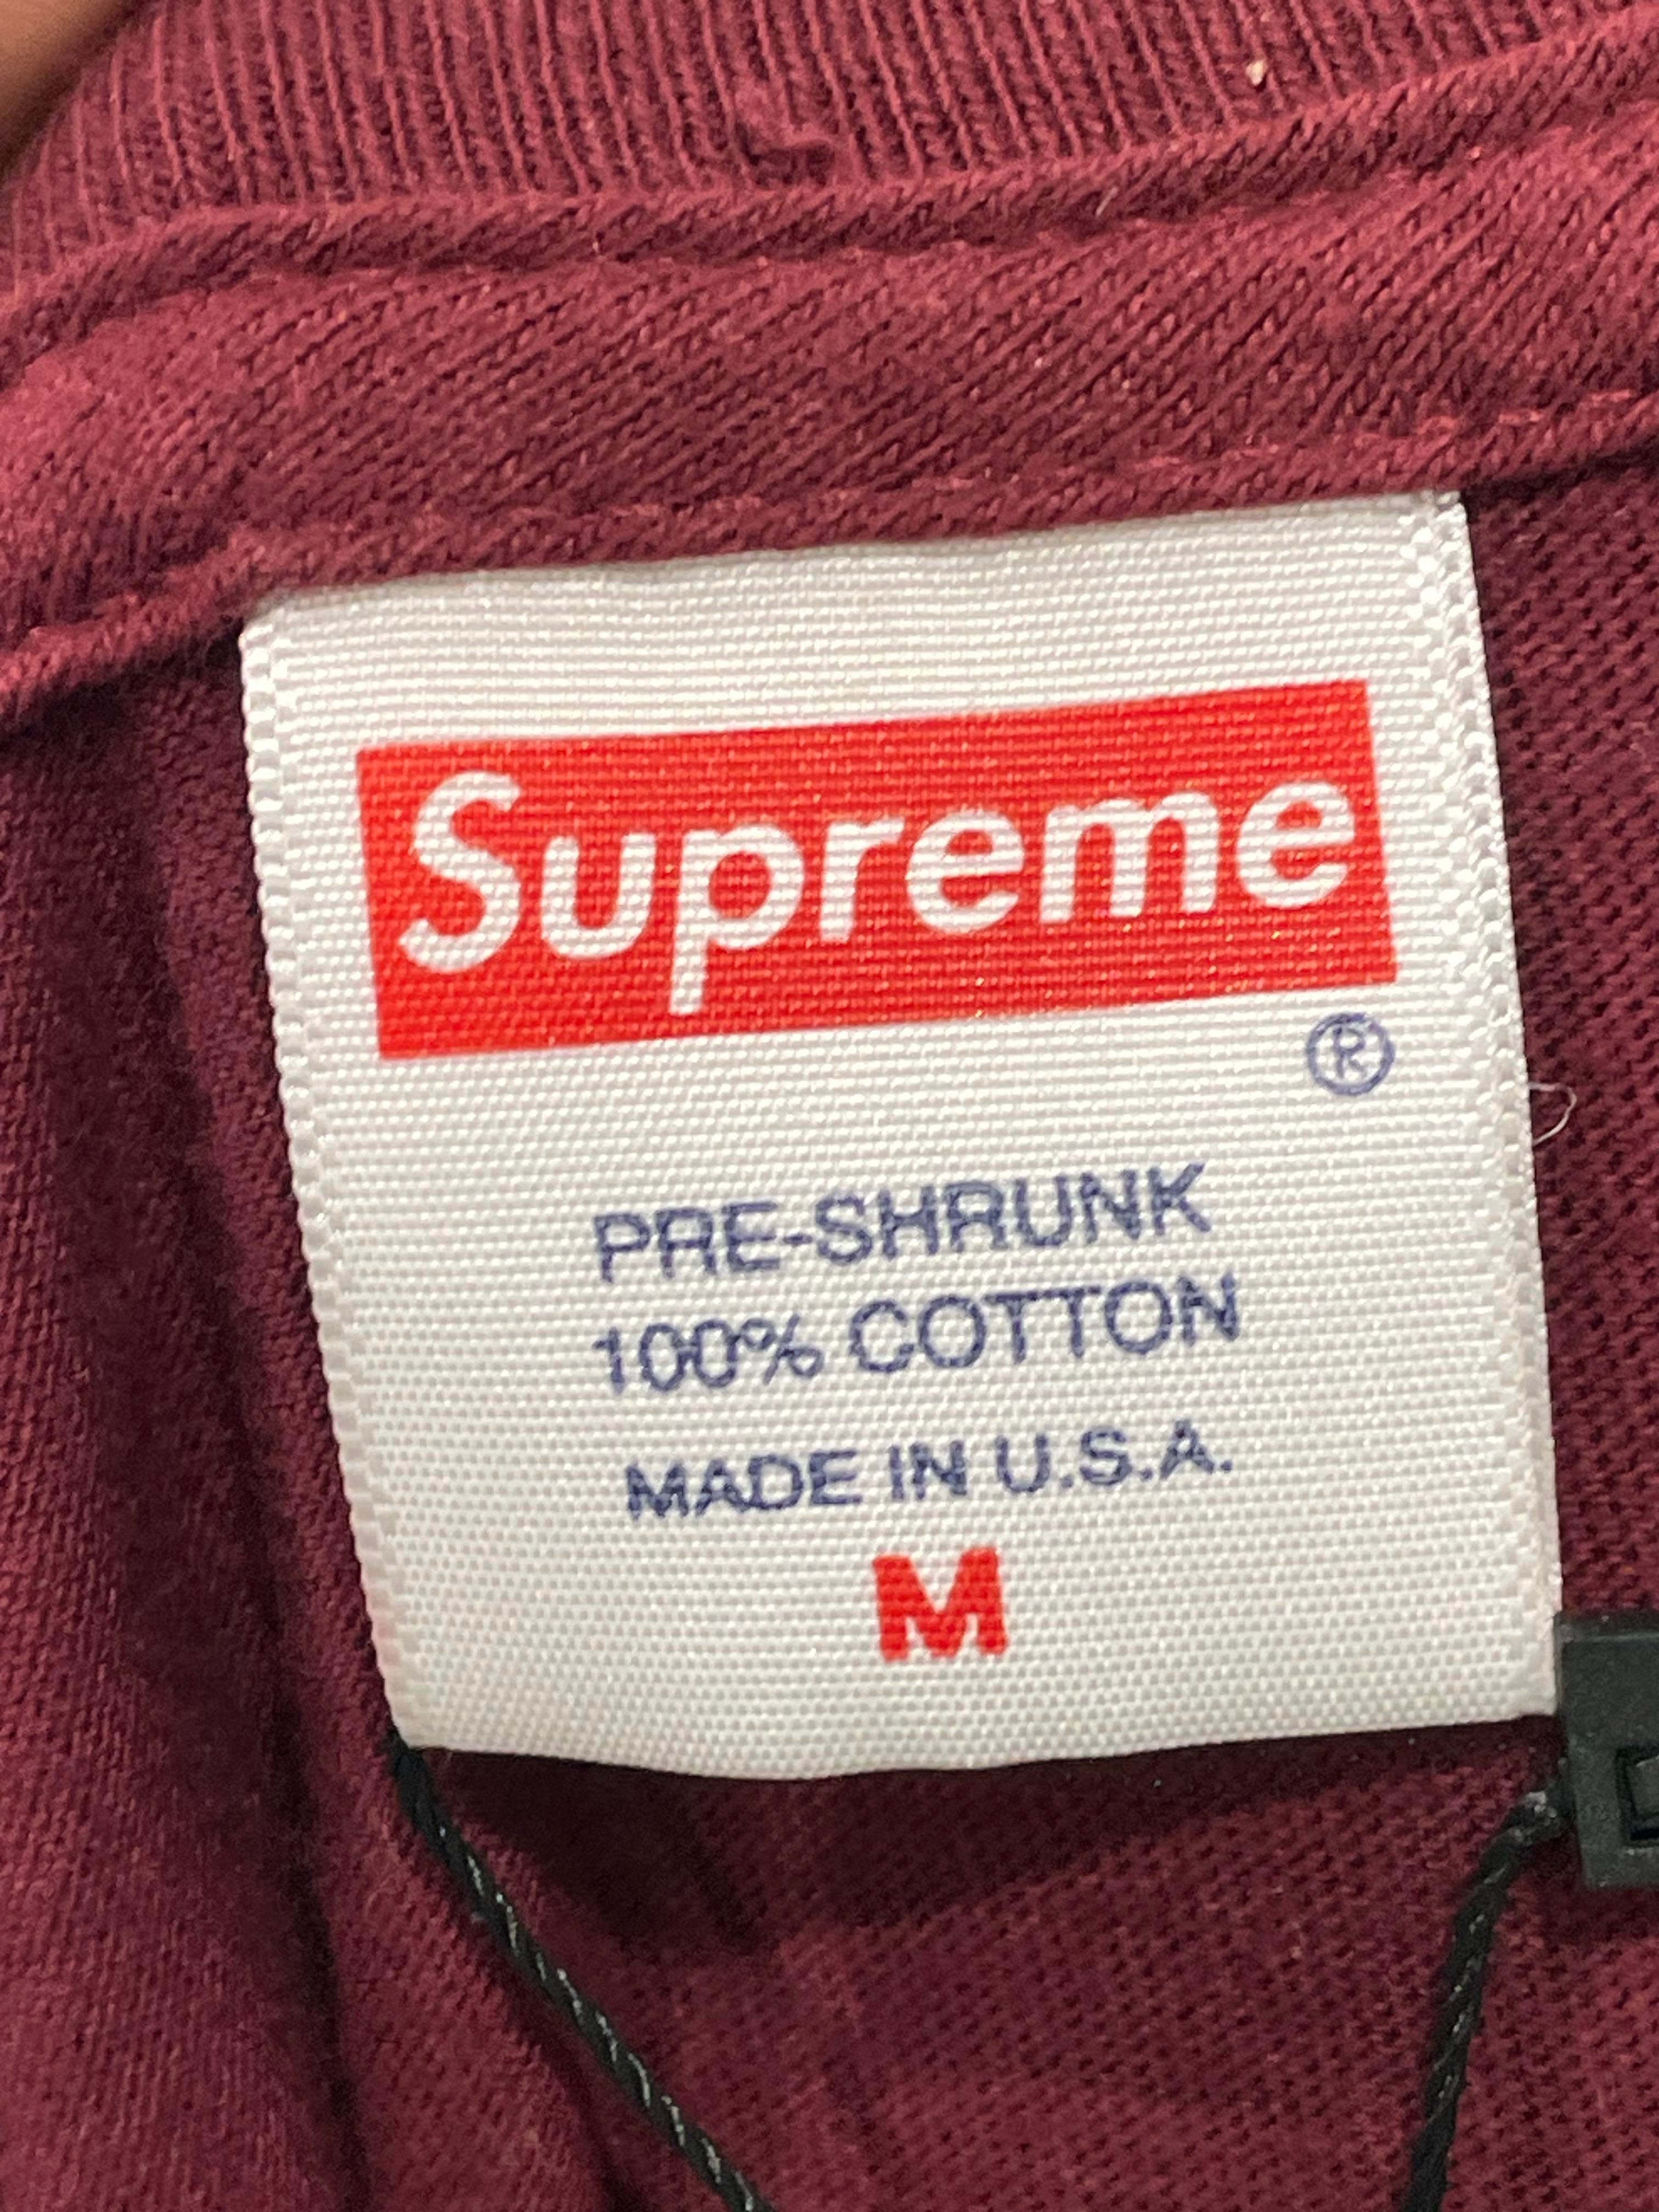 Supreme
®
PRE-SHRUNK
100% COTTON
MADE IN U.S.A.
M